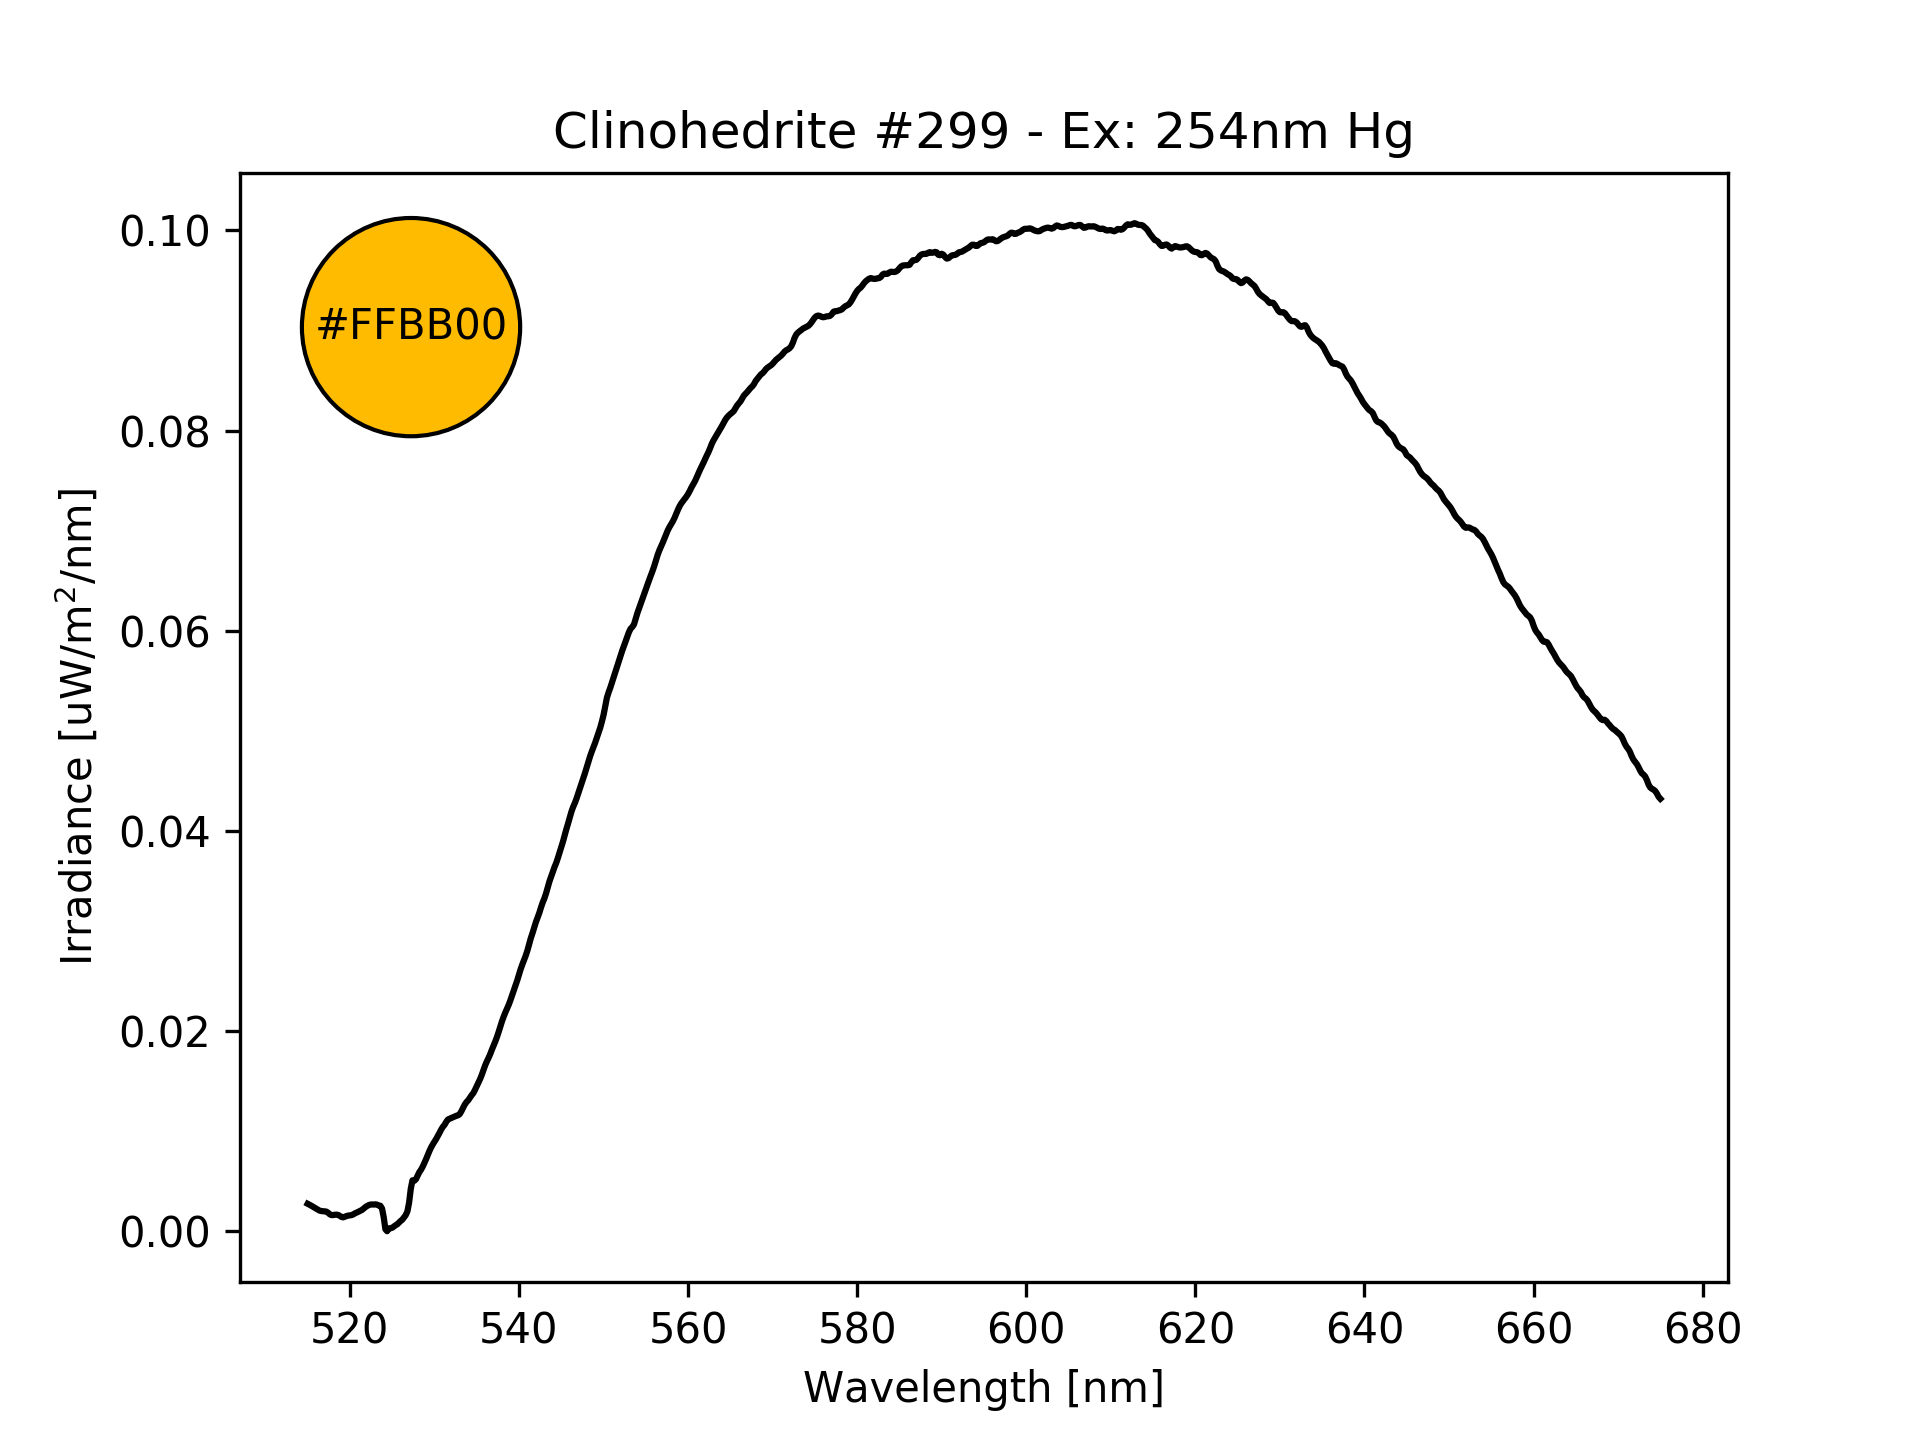 Clinohedrite #299 - Ex: 254nm Hg
#FFBB00
Irradiance [uW/m²/nm]
0.10
0.08
0.06
0.04
0.02
0.00
520 540 560 580 600 620 640 660 680
Wavelength [nm]